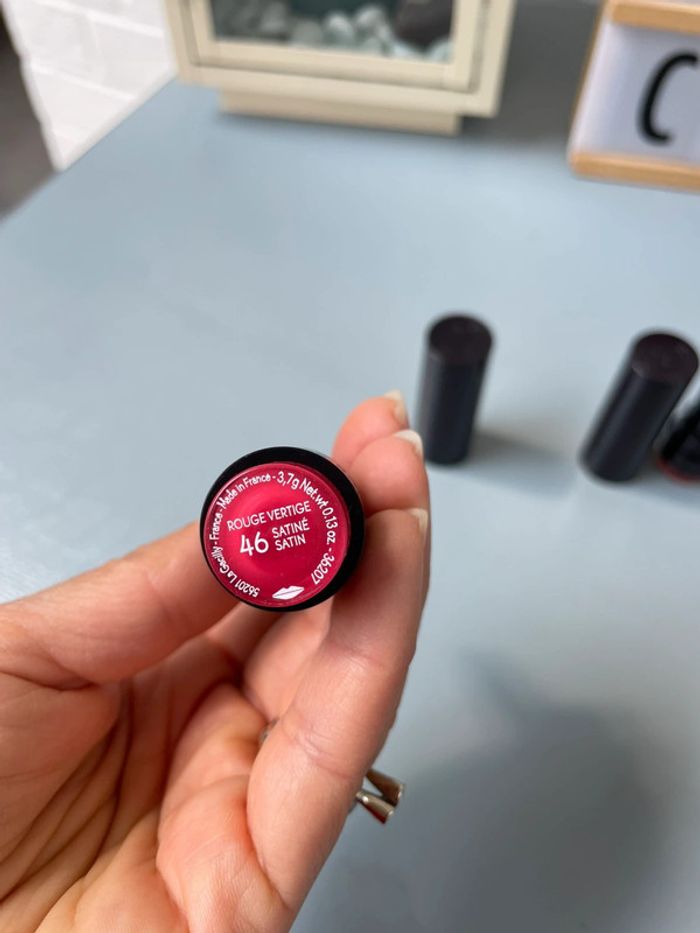 56201 La Gacilly - France - Made in France - 3,7g Net wt 0.13 oz. - 36207
ROUGE VERTIGE
46 SATINÉ
SATIN
C